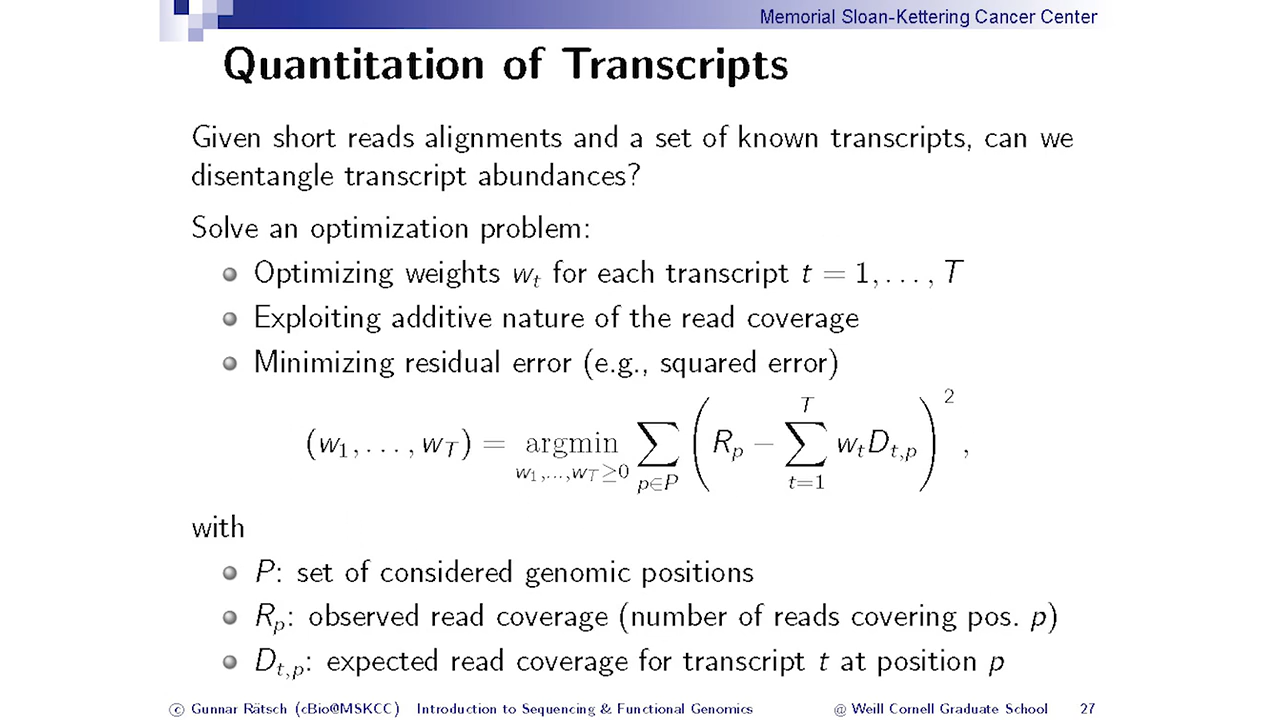 Memorial Sloan-Kettering Cancer Center
Quantitation of Transcripts
Given short reads alignments and a set of known transcripts, can we
disentangle transcript abundances?
Solve an optimization problem:
Optimizing weights w_t for each transcript t = 1, . . . , T
Exploiting additive nature of the read coverage
Minimizing residual error (e.g., squared error)
(w_1, . . . , w_T) = argmin_{w_1,...,w_T≥0} ∑_{p∈P} ( R_p − ∑_{t=1}^{T} w_t D_{t,p} )^2 ,
with
P: set of considered genomic positions
R_p: observed read coverage (number of reads covering pos. p)
D_{t,p}: expected read coverage for transcript t at position p
© Gunnar Rätsch (cBio@MSKCC) Introduction to Sequencing & Functional Genomics @ Weill Cornell Graduate School 27